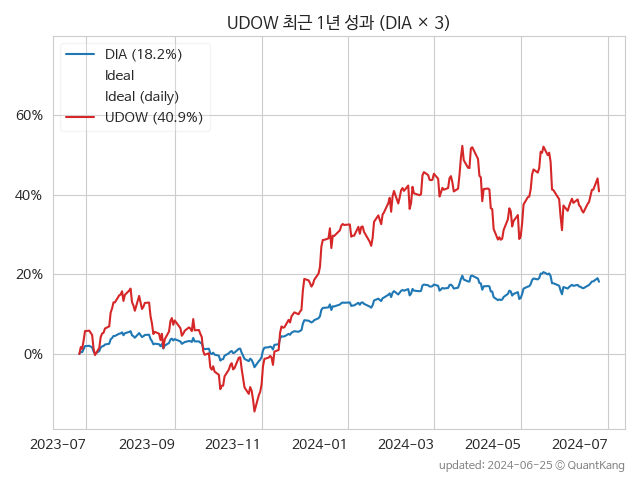 UDOW 최근 1년 성과 (DIA × 3)
DIA (18.2%)
Ideal
Ideal (daily)
UDOW (40.9%)
60%
40%
20%
0%
2023-07 2023-09 2023-11 2024-01 2024-03 2024-05 2024-07
updated: 2024-06-25 © QuantKang